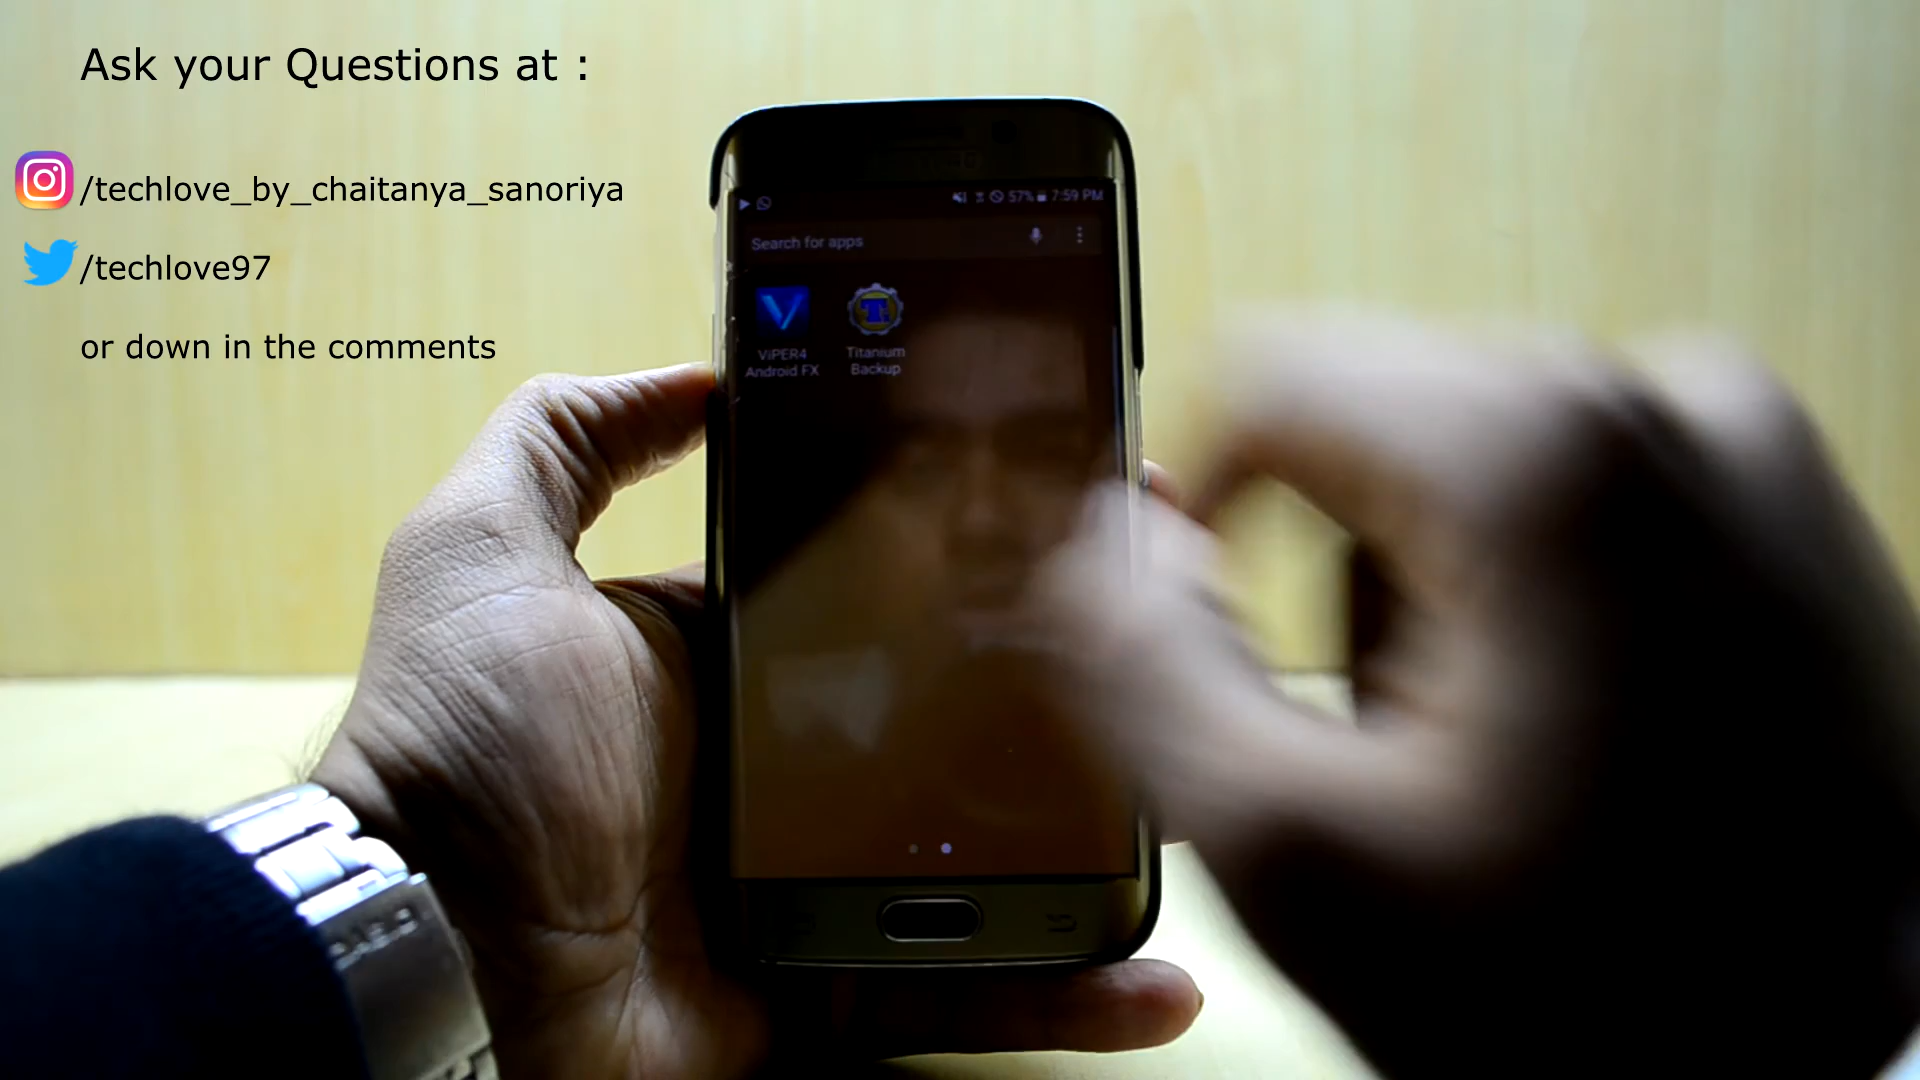 Ask your Questions at :
/techlove_by_chaitanya_sanoriya
/techlove97
or down in the comments
57% 7:59 PM
Search for apps
ViPER4
Android FX
Titanium
Backup